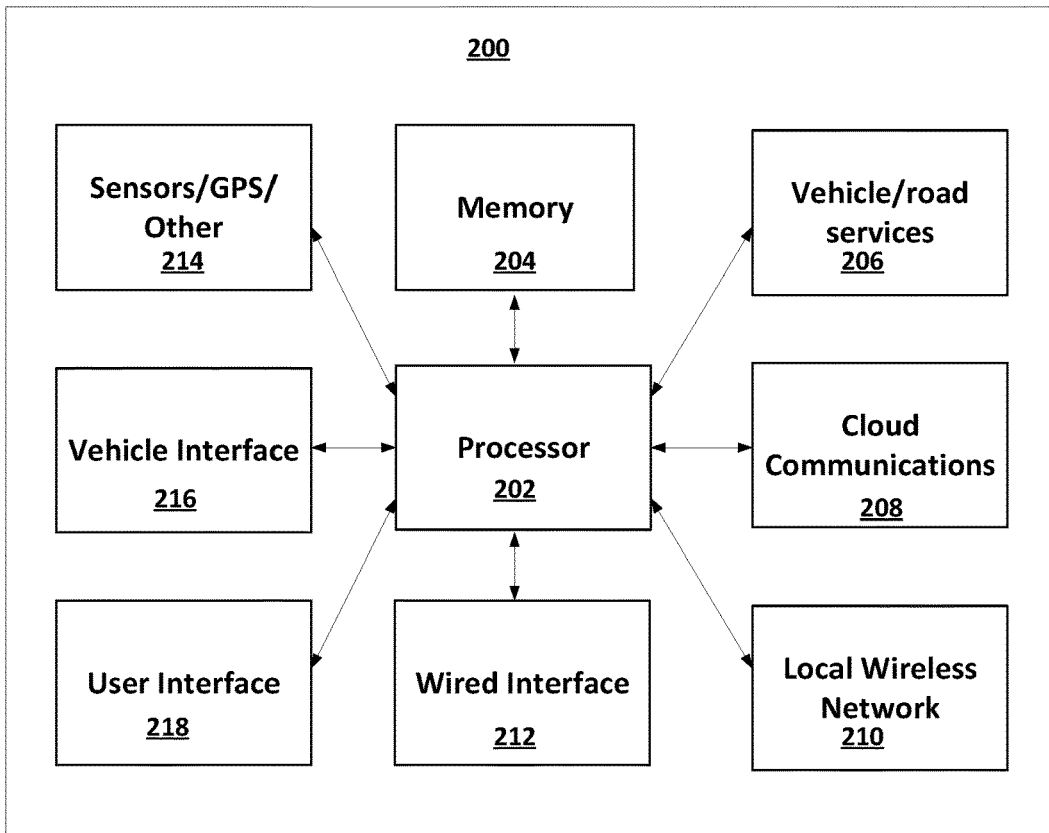 200
Sensors/GPS/
Other
214
Memory
204
Vehicle/road
services
206
Vehicle Interface
216
Processor
202
Cloud
Communications
208
User Interface
218
Wired Interface
212
Local Wireless
Network
210